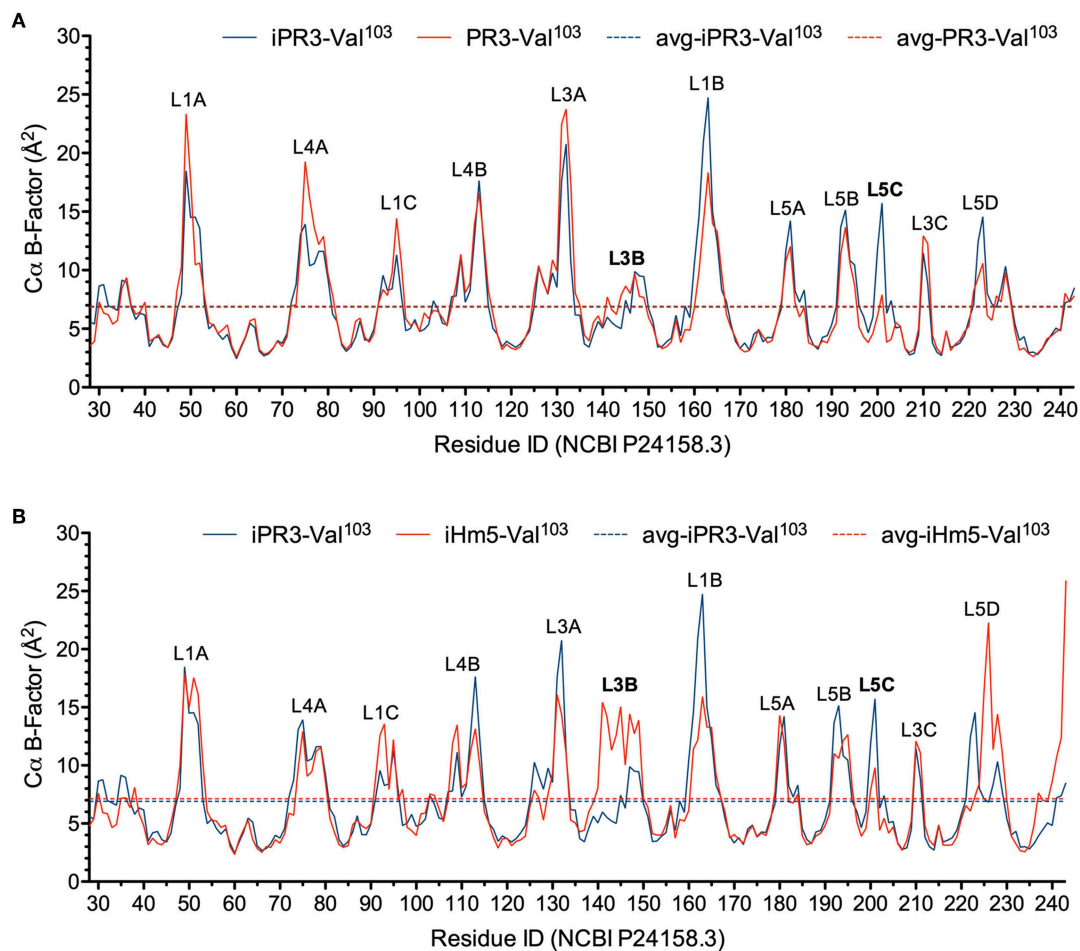 A
iPR3-Val¹⁰³ PR3-Val¹⁰³ avg-iPR3-Val¹⁰³ avg-PR3-Val¹⁰³
Cα B-Factor (Å²)
30
25
20
15
10
5
0
L1A
L4A
L1C
L4B
L3A
L3B
L1B
L5A
L5B
L5C
L3C
L5D
30 40 50 60 70 80 90 100 110 120 130 140 150 160 170 180 190 200 210 220 230 240
Residue ID (NCBI P24158.3)
B
iPR3-Val¹⁰³ iHm5-Val¹⁰³ avg-iPR3-Val¹⁰³ avg-iHm5-Val¹⁰³
Cα B-Factor (Å²)
30
25
20
15
10
5
0
L1A
L4A
L1C
L4B
L3A
L3B
L1B
L5A
L5B
L5C
L3C
L5D
30 40 50 60 70 80 90 100 110 120 130 140 150 160 170 180 190 200 210 220 230 240
Residue ID (NCBI P24158.3)